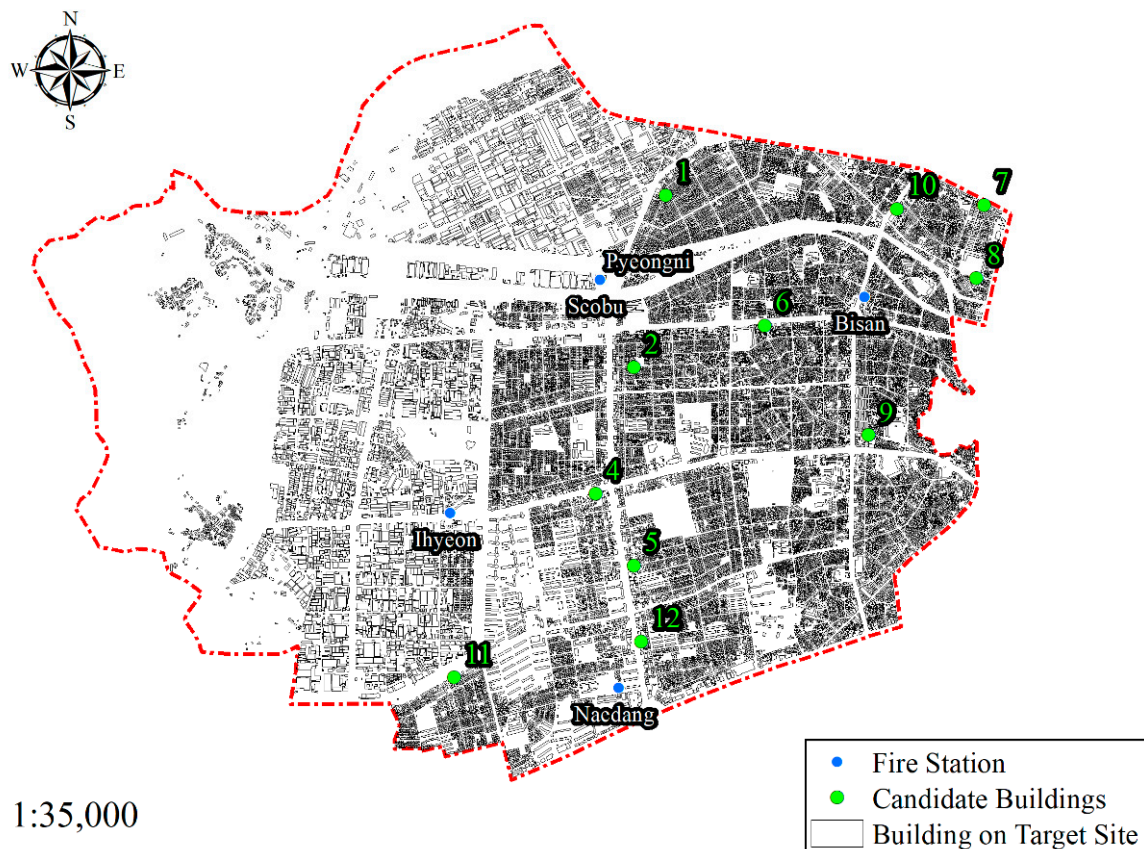 N
W E
S
1
10
7
Pyeongni
8
Seobu
6
Bisan
2
9
4
Ihyeon
5
12
11
Naedang
Fire Station
Candidate Buildings
Building on Target Site
1:35,000